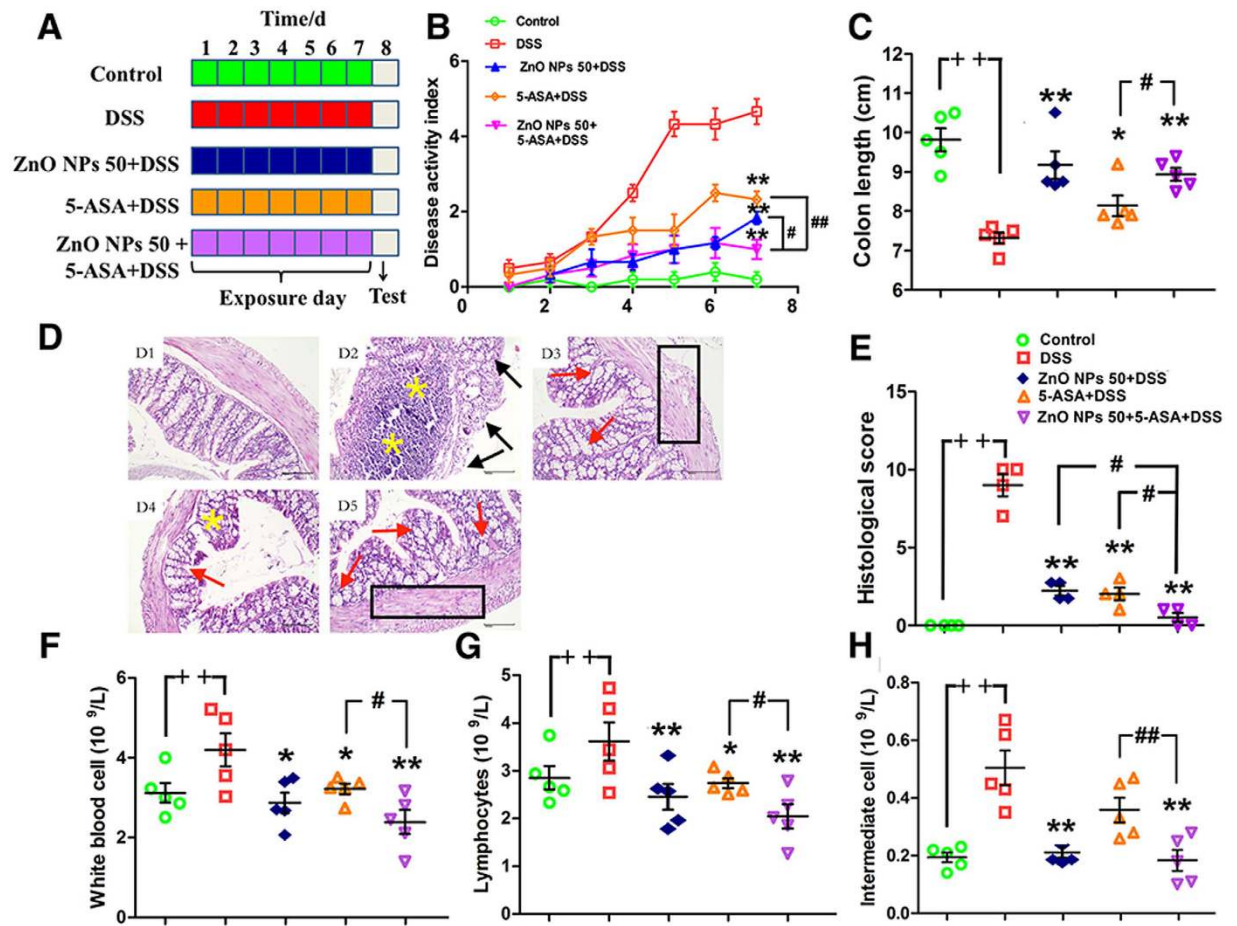 A
Time/d
1 2 3 4 5 6 7 8
Control
DSS
ZnO NPs 50+DSS
5-ASA+DSS
ZnO NPs 50 +
5-ASA+DSS
Exposure day
Test
B
Control
DSS
ZnO NPs 50+DSS
5-ASA+DSS
ZnO NPs 50+
5-ASA+DSS
Disease activity index
6
4
2
0
0 2 4 6 8
**
**
**
#
##
C
Colon length (cm)
12
11
10
9
8
7
6
++
**
*
#
**
D
D1
D2
*
*
D3
D4
*
D5
E
Control
DSS
ZnO NPs 50+DSS
5-ASA+DSS
ZnO NPs 50+5-ASA+DSS
Histological score
15
10
5
0
++
#
#
**
**
**
F
White blood cell (10 9/L)
6
4
2
0
++
*
*
#
**
G
Lymphocytes (10 9/L)
5
4
3
2
1
0
++
**
*
#
**
H
Intermediate cell (10 9/L)
0.8
0.6
0.4
0.2
0.0
++
**
##
**